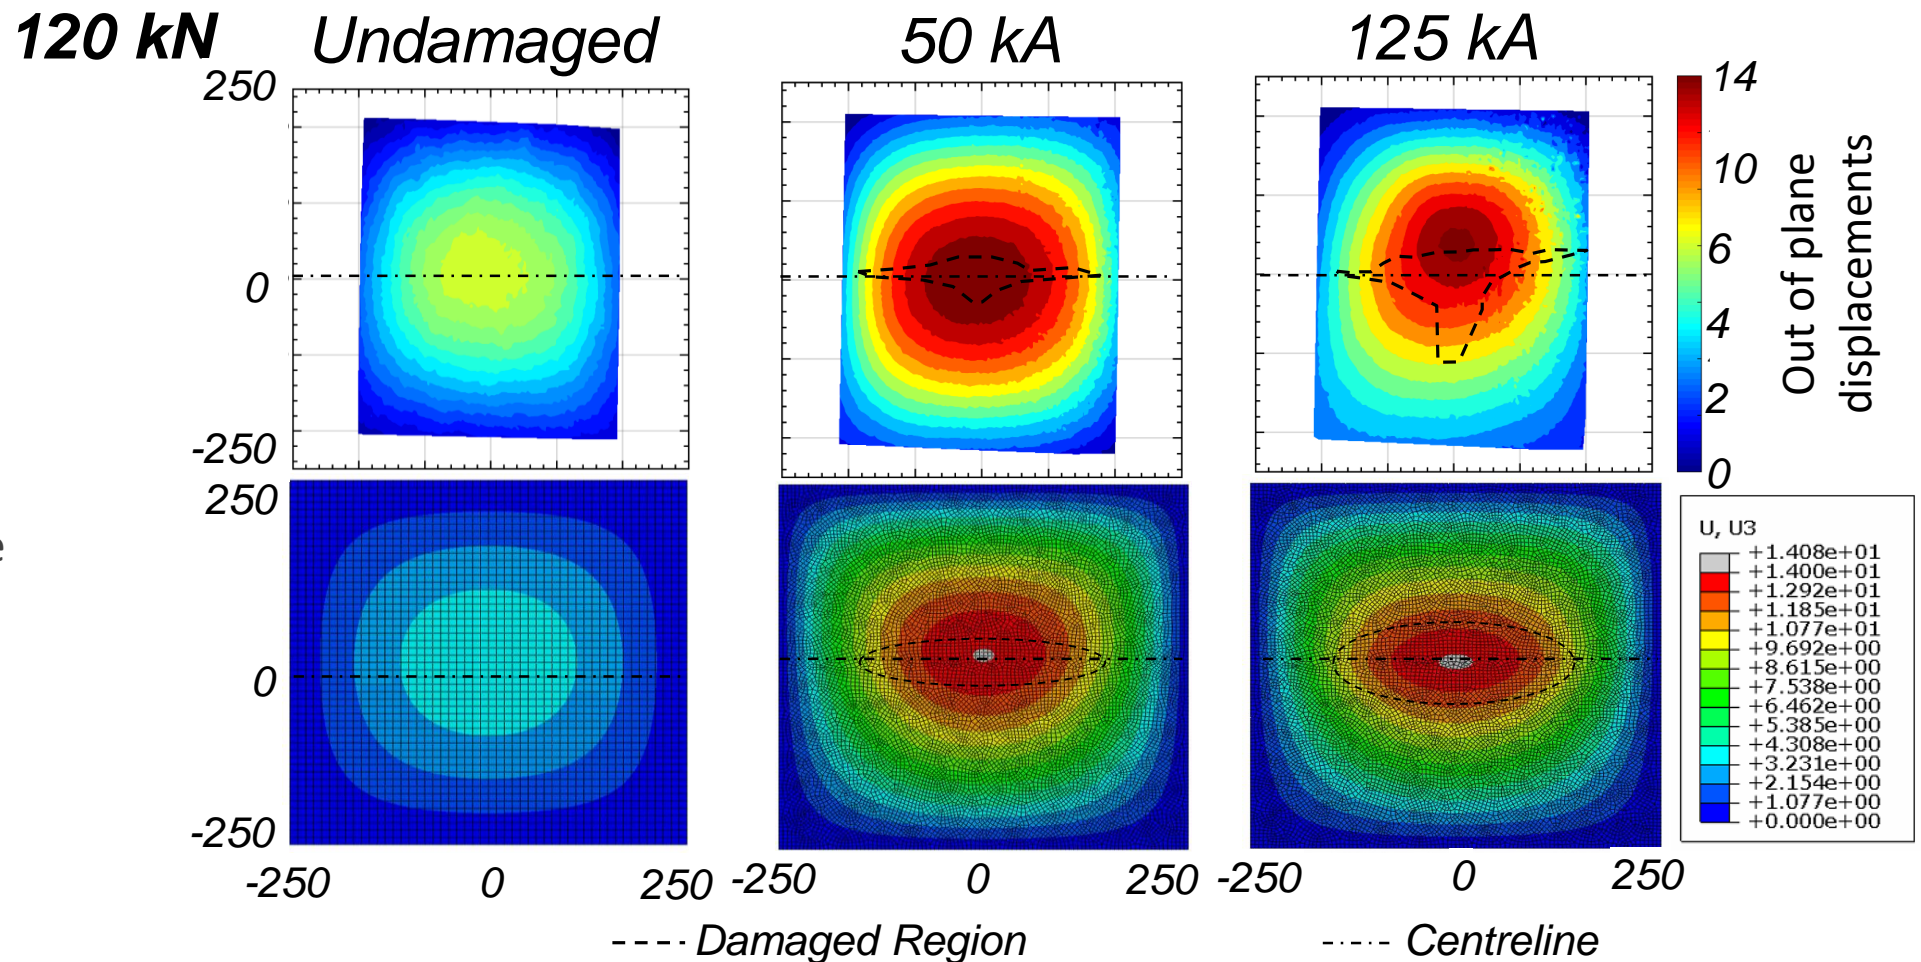 120 kN Undamaged 50 kA 125 kA
250
0
-250
14
10
6
4
2
0
Out of plane
displacements
250
0
-250
-250 0 250 -250 0 250 -250 0 250
U, U3
+1.408e+01
+1.400e+01
+1.292e+01
+1.185e+01
+1.077e+01
+9.692e+00
+8.615e+00
+7.538e+00
+6.462e+00
+5.385e+00
+4.308e+00
+3.231e+00
+2.154e+00
+1.077e+00
+0.000e+00
e
Damaged Region Centreline